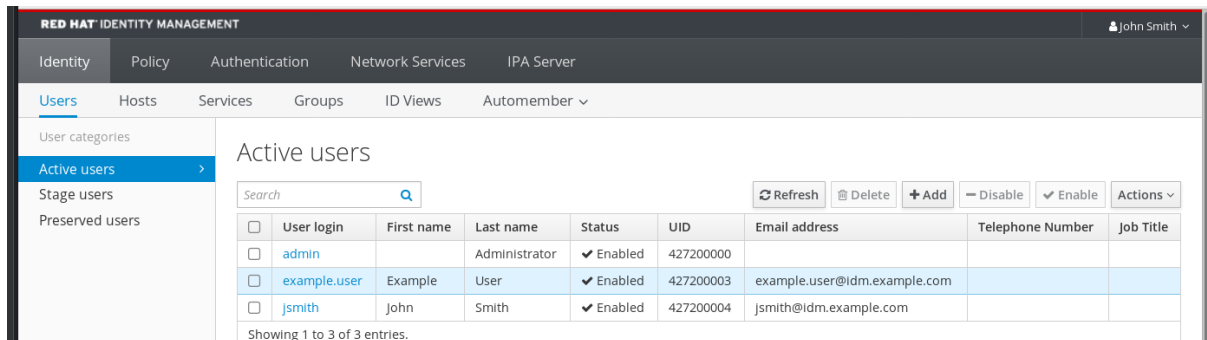 RED HAT® IDENTITY MANAGEMENT John Smith
Identity Policy Authentication Network Services IPA Server
Users Hosts Services Groups ID Views Automember
User categories
Active users
Stage users
Preserved users
Active users
Search Refresh Delete Add Disable Enable Actions
User login First name Last name Status UID Email address Telephone Number Job Title
admin Administrator Enabled 427200000
example.user Example User Enabled 427200003 example.user@idm.example.com
jsmith John Smith Enabled 427200004 jsmith@idm.example.com
Showing 1 to 3 of 3 entries.